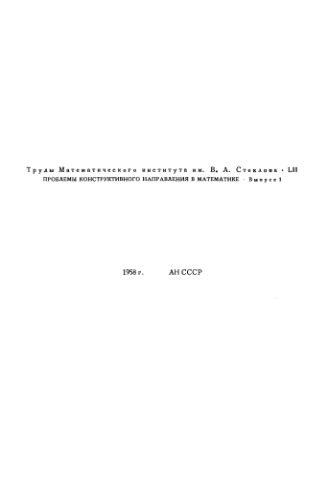 Труды Математического института им. В. А. Стеклова · LII
ПРОБЛЕМЫ КОНСТРУКТИВНОГО НАПРАВЛЕНИЯ В МАТЕМАТИКЕ · Выпуск 1
1958 г. АН СССР